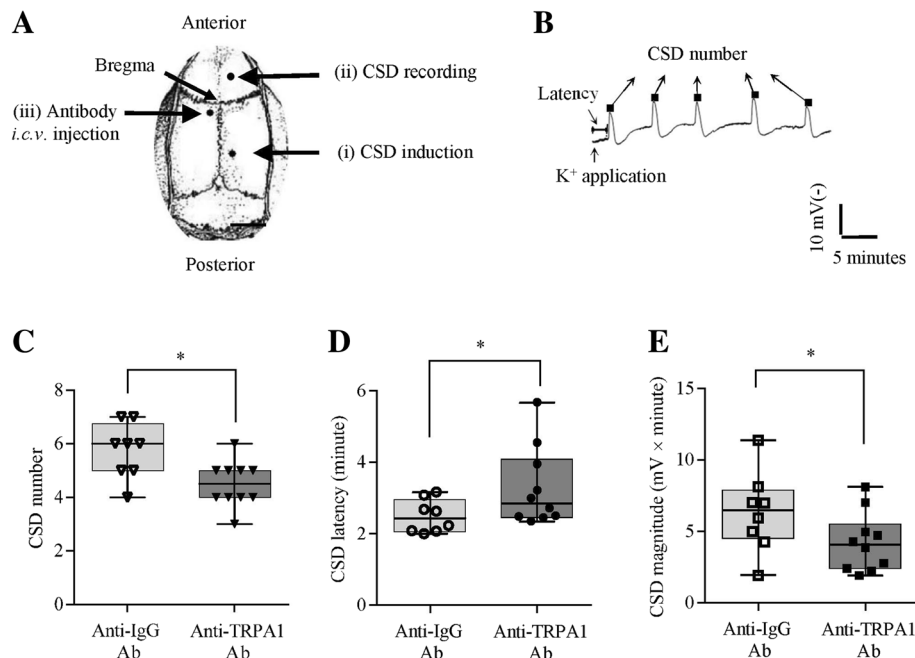 A
Anterior
Bregma
(ii) CSD recording
(iii) Antibody
i.c.v. injection
(i) CSD induction
Posterior
B
CSD number
Latency
K⁺ application
10 mV(-)
5 minutes
C
*
CSD number
8
6
4
2
0
Anti-IgG
Ab
Anti-TRPA1
Ab
D
*
CSD latency (minute)
6
4
2
0
Anti-IgG
Ab
Anti-TRPA1
Ab
E
*
CSD magnitude (mV × minute)
15
10
5
0
Anti-IgG
Ab
Anti-TRPA1
Ab